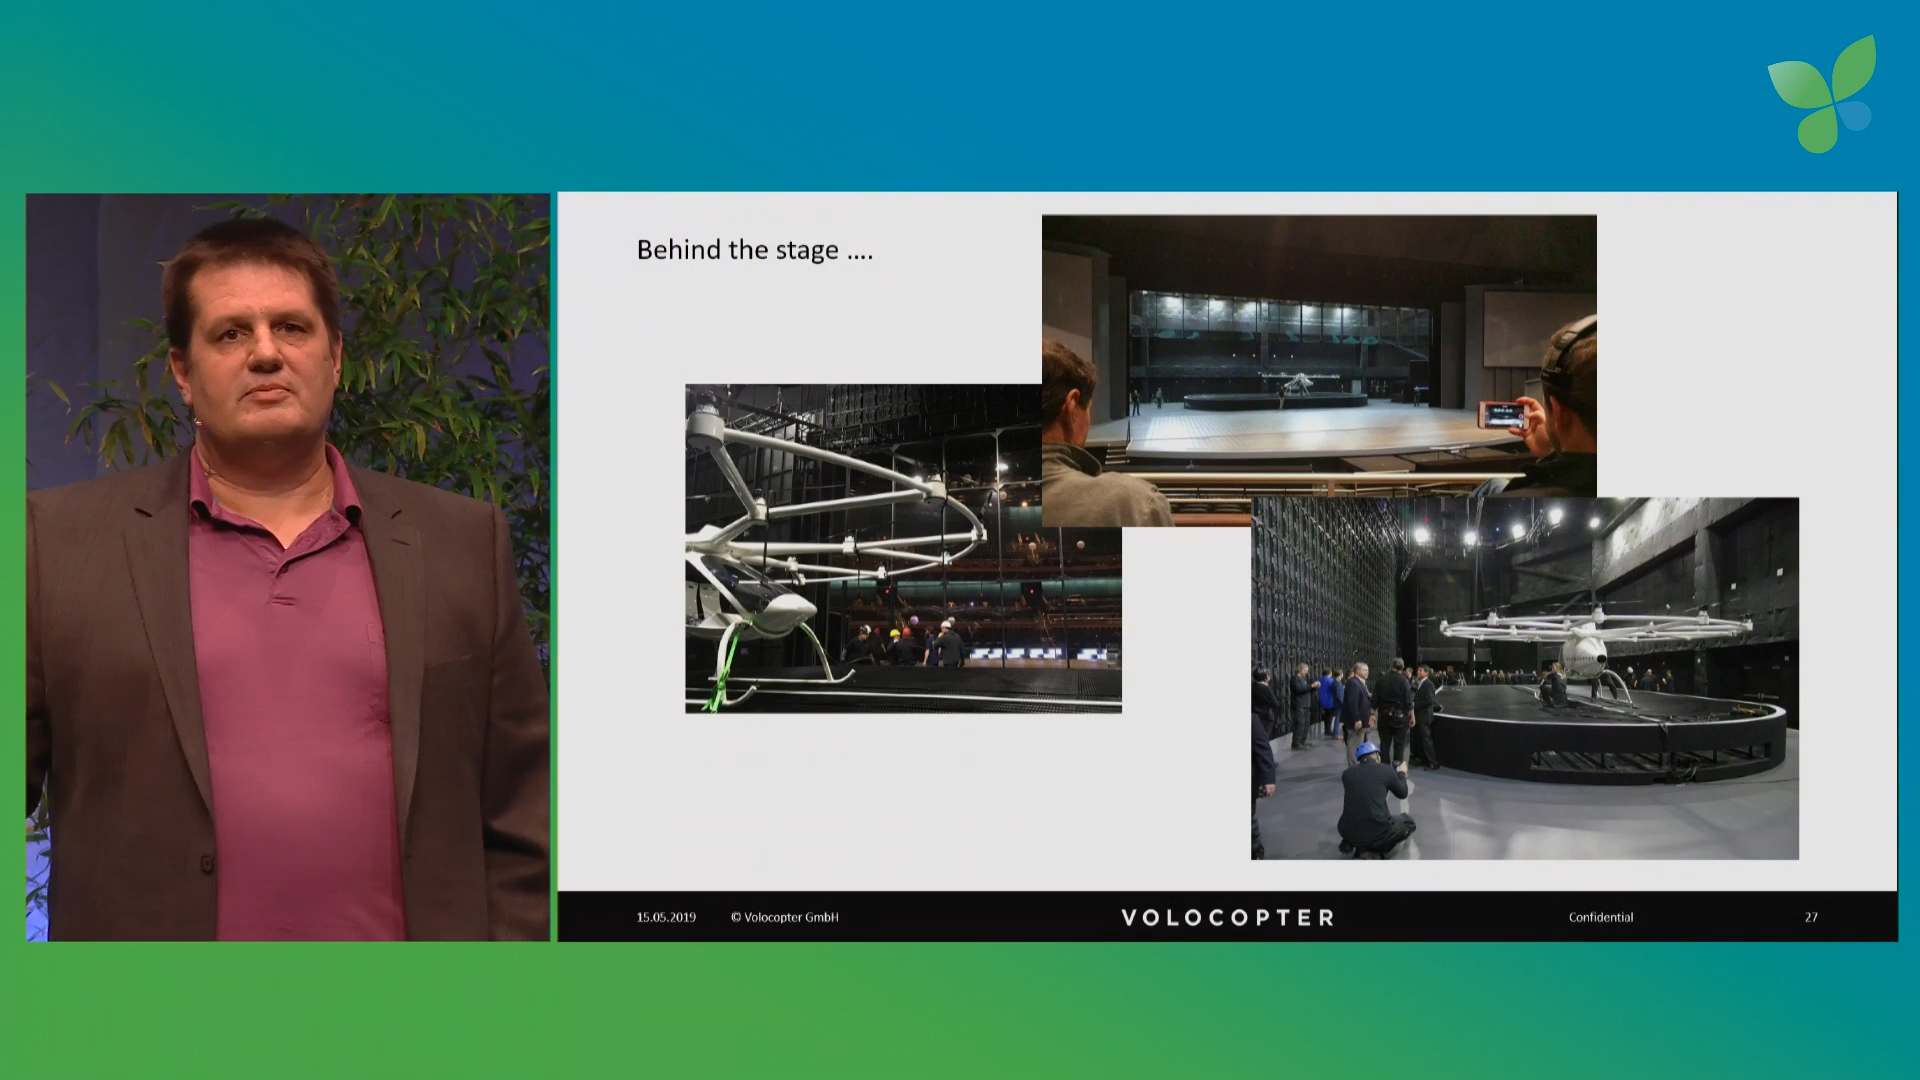 Behind the stage ....
15.05.2019
© Volocopter GmbH
VOLOCOPTER
Confidential
27